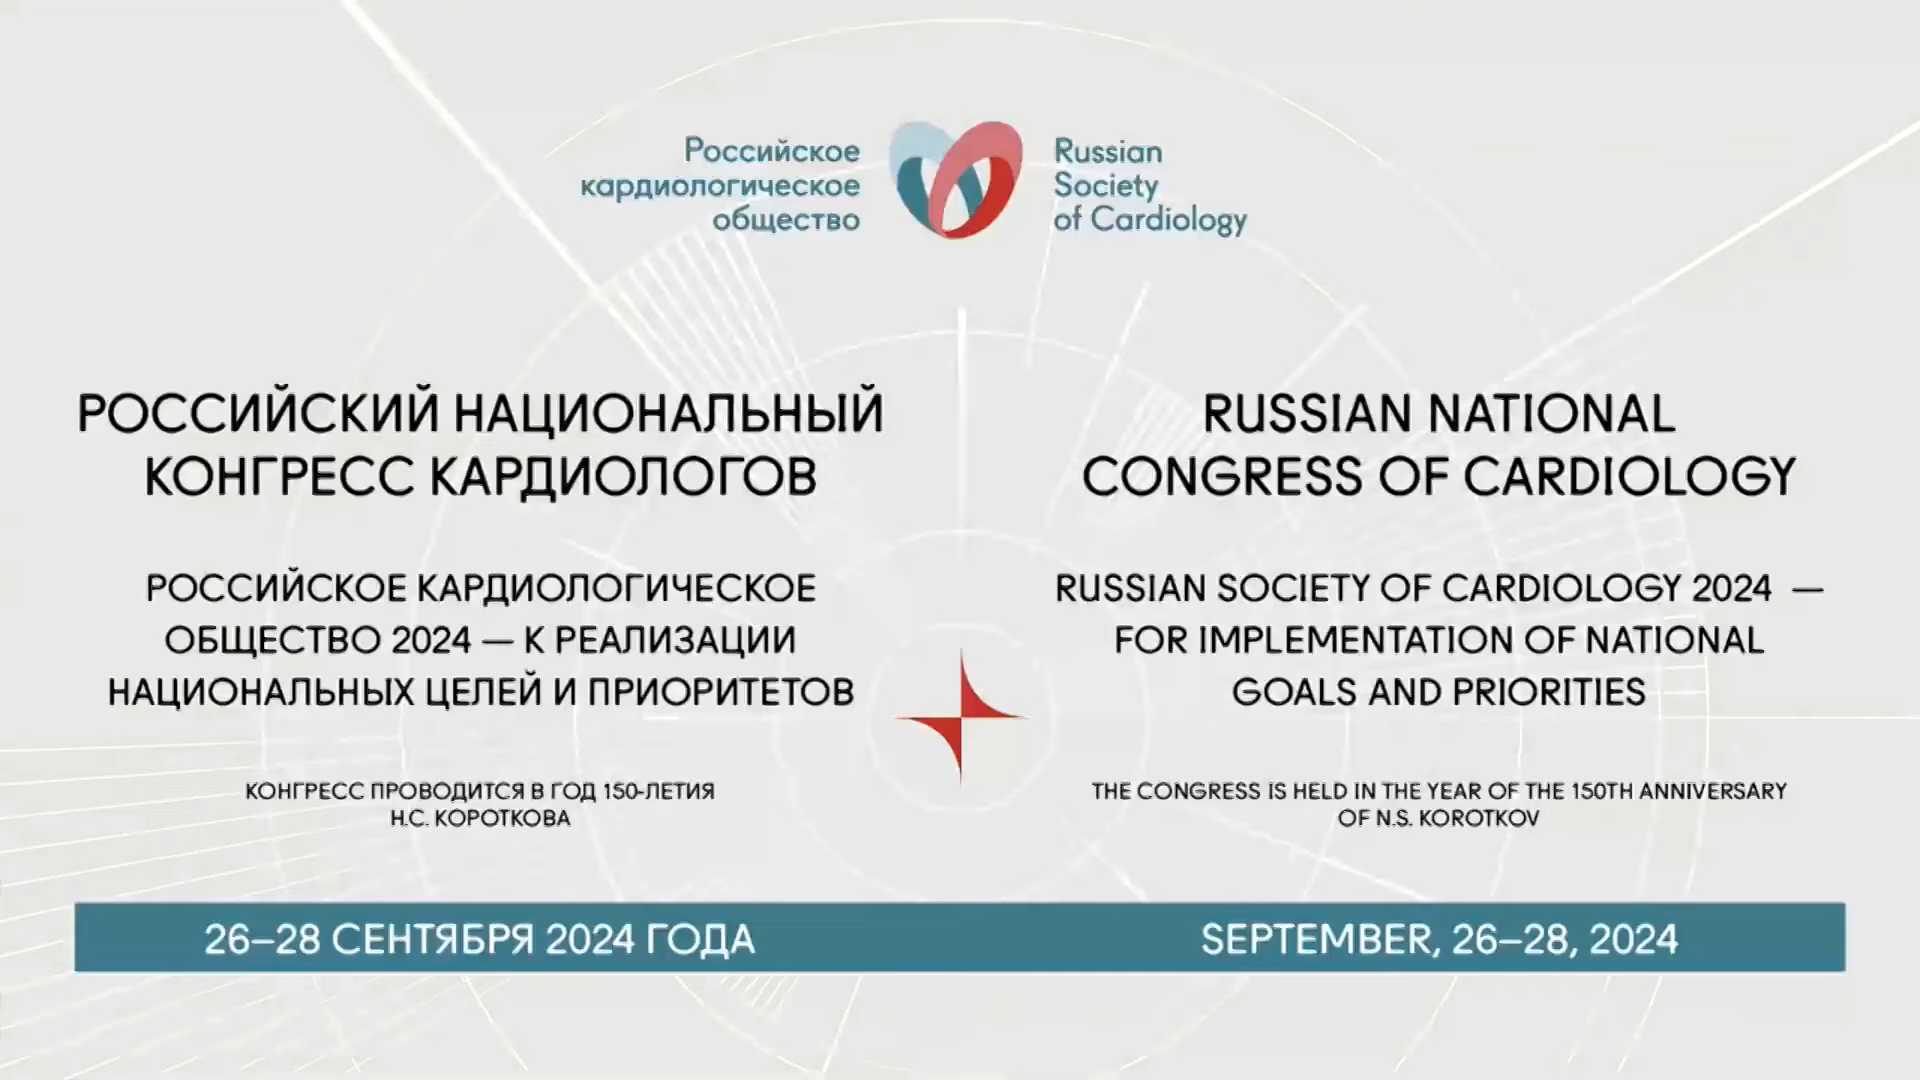 Российское
кардиологическое
общество
Russian
Society
of Cardiology
РОССИЙСКИЙ НАЦИОНАЛЬНЫЙ
КОНГРЕСС КАРДИОЛОГОВ
РОССИЙСКОЕ КАРДИОЛОГИЧЕСКОЕ
ОБЩЕСТВО 2024 — К РЕАЛИЗАЦИИ
НАЦИОНАЛЬНЫХ ЦЕЛЕЙ И ПРИОРИТЕТОВ
КОНГРЕСС ПРОВОДИТСЯ В ГОД 150-ЛЕТИЯ
Н.С. КОРОТКОВА
26–28 СЕНТЯБРЯ 2024 ГОДА
RUSSIAN NATIONAL
CONGRESS OF CARDIOLOGY
RUSSIAN SOCIETY OF CARDIOLOGY 2024 —
FOR IMPLEMENTATION OF NATIONAL
GOALS AND PRIORITIES
THE CONGRESS IS HELD IN THE YEAR OF THE 150TH ANNIVERSARY
OF N.S. KOROTKOV
SEPTEMBER, 26–28, 2024